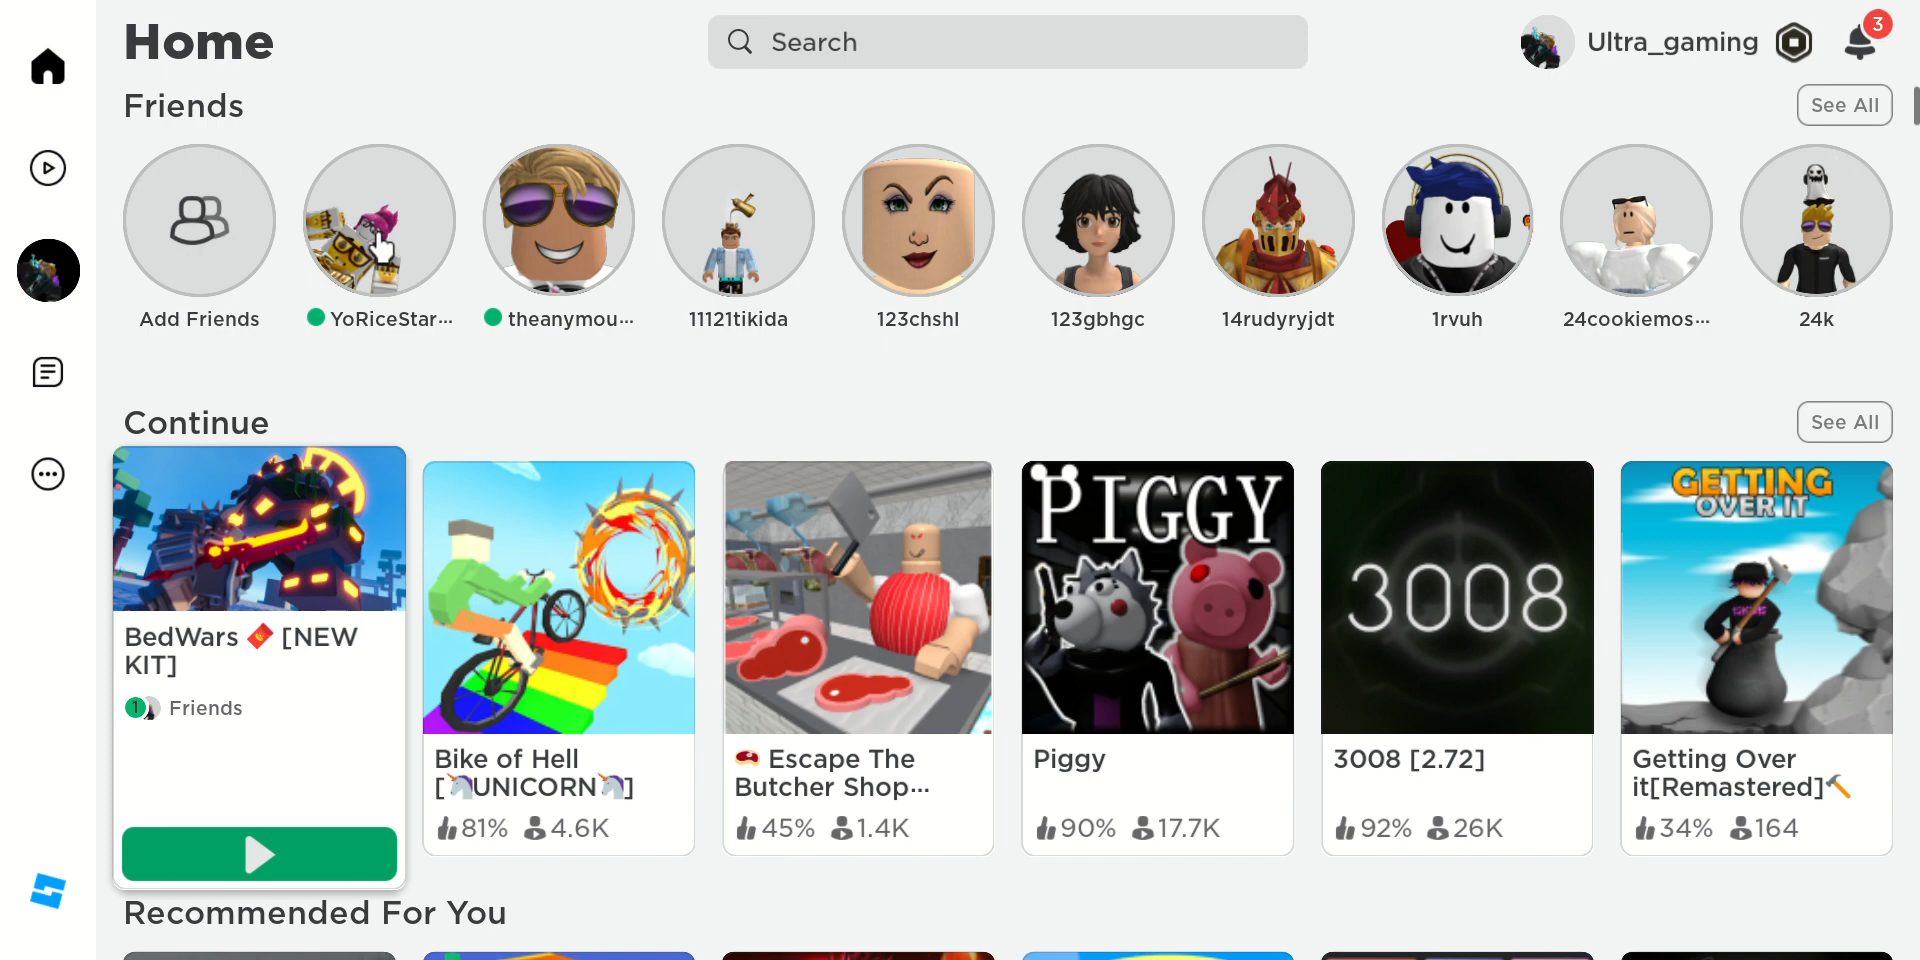 Home
Search
Ultra_gaming
3
Friends
See All
Add Friends
YoRiceStar...
theanymou...
11121tikida
123chshl
123gbhgc
14rudyryjdt
1rvuh
24cookiemos...
24k
Continue
See All
PIGGY
3008
GETTING
OVER IT
BedWars 🧧 [NEW
KIT]
1
Friends
Bike of Hell
[🦄UNICORN🦄]
81%
4.6K
🥩 Escape The
Butcher Shop...
45%
1.4K
Piggy
90%
17.7K
3008 [2.72]
92%
26K
Getting Over
it[Remastered]🔨
34%
164
Recommended For You